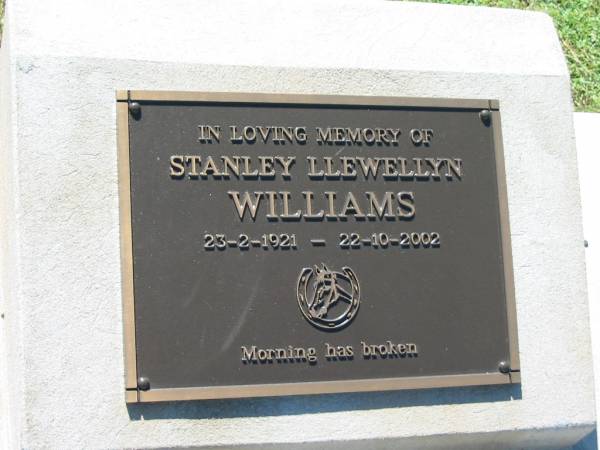 IN LOVING MEMORY OF
STANLEY LLEWELLYN
WILLIAMS
23-2-1921 – 22-10-2002
Morning has broken